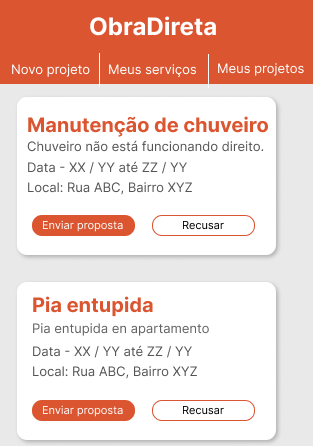 ObraDireta
Novo projeto
Meus serviços
Meus projetos
Manutenção de chuveiro
Chuveiro não está funcionando direito.
Data - XX / YY até ZZ / YY
Local: Rua ABC, Bairro XYZ
Enviar proposta
Recusar
Pia entupida
Pia entupida en apartamento
Data - XX / YY até ZZ / YY
Local: Rua ABC, Bairro XYZ
Enviar proposta
Recusar